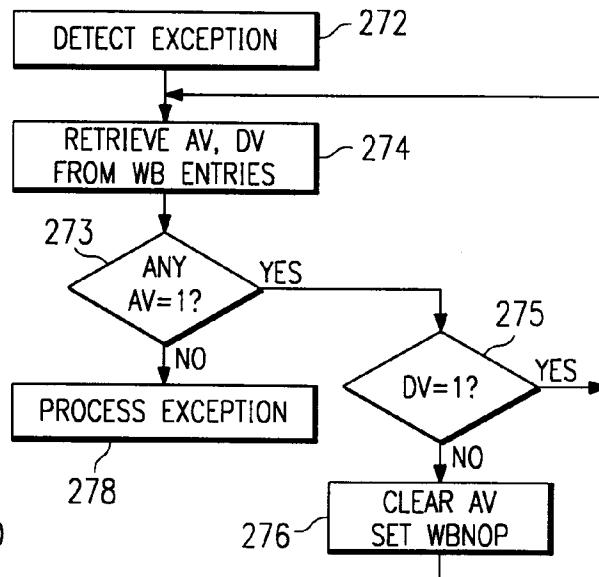 DETECT EXCEPTION
272
RETRIEVE AV, DV
FROM WB ENTRIES
274
273
ANY
AV=1?
YES
NO
275
DV=1?
YES
NO
PROCESS EXCEPTION
278
CLEAR AV
SET WBNOP
276